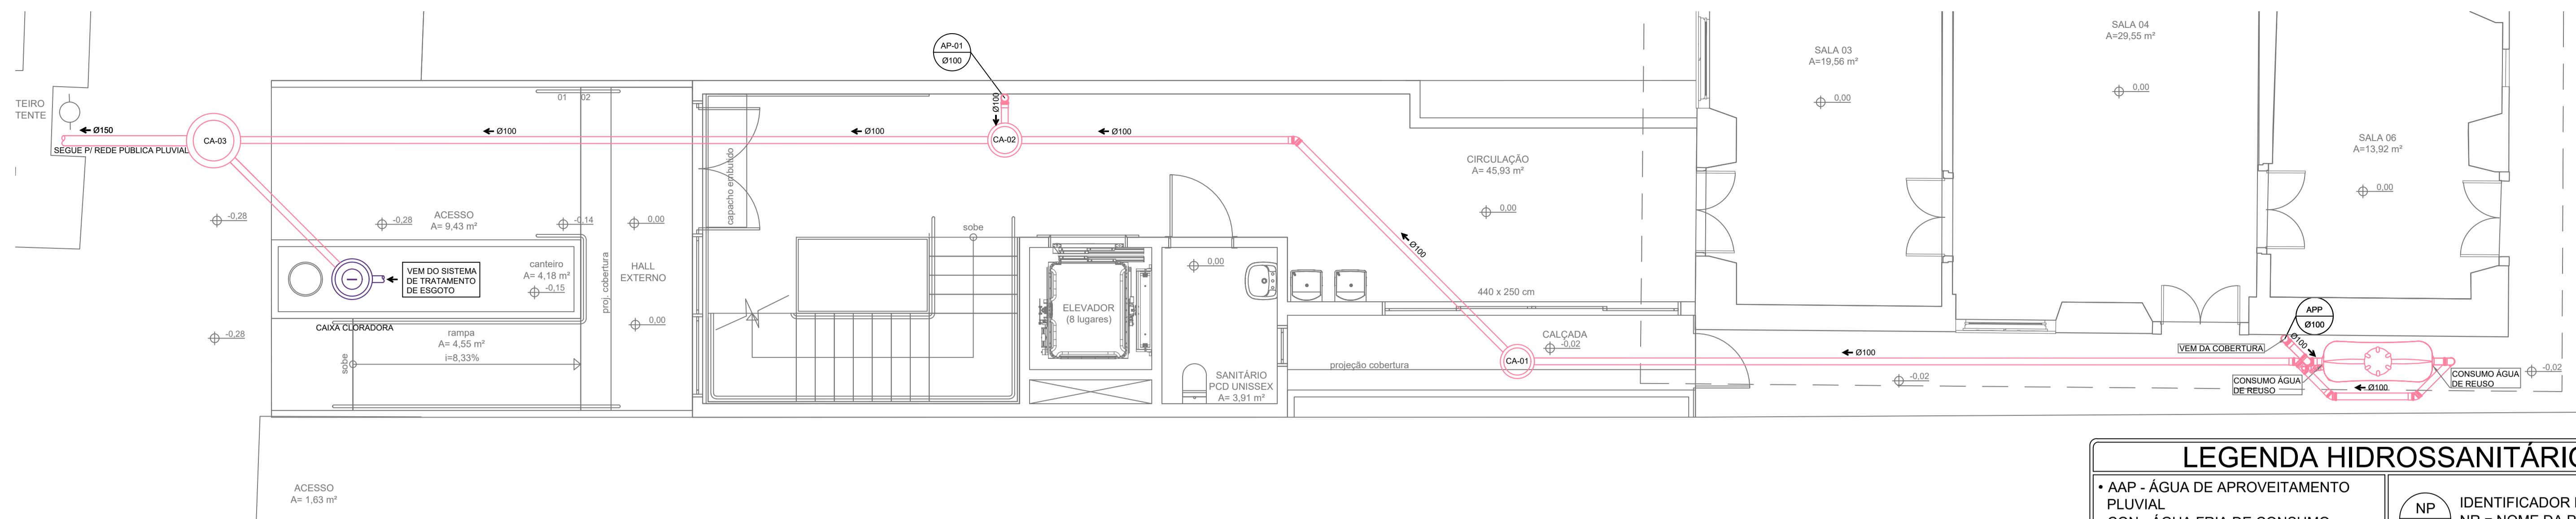 SALA 04
A=29,55 m²
0,00
SALA 03
A=19,56 m²
0,00
SALA 06
A=13,92 m²
0,00
AP-01
Ø100
Ø100
TEIRO
TENTE
01 02
Ø150
CA-03
SEGUE P/ REDE PÚBLICA PLUVIAL
Ø100
Ø100
CA-02
Ø100
capacho embutido
CIRCULAÇÃO
A= 45,93 m²
0,00
-0,28
-0,28
ACESSO
A= 9,43 m²
-0,14
0,00
sobe
Ø100
VEM DO SISTEMA
DE TRATAMENTO
DE ESGOTO
canteiro
A= 4,18 m²
-0,15
proj. cobertura
HALL
EXTERNO
0,00
0,00
ELEVADOR
(8 lugares)
440 x 250 cm
CAIXA CLORADORA
-0,28
rampa
A= 4,55 m²
i=8,33%
sobe
SANITÁRIO
PCD UNISSEX
A= 3,91 m²
projeção cobertura
CALÇADA
-0,02
CA-01
Ø100
-0,02
APP
Ø100
Ø100
VEM DA COBERTURA
CONSUMO ÁGUA
DE REUSO
Ø100
CONSUMO ÁGUA
DE REUSO
-0,02
ACESSO
A= 1,63 m²
LEGENDA HIDROSSANITÁRIO
• AAP - ÁGUA DE APROVEITAMENTO
PLUVIAL
NP
IDENTIFICADOR